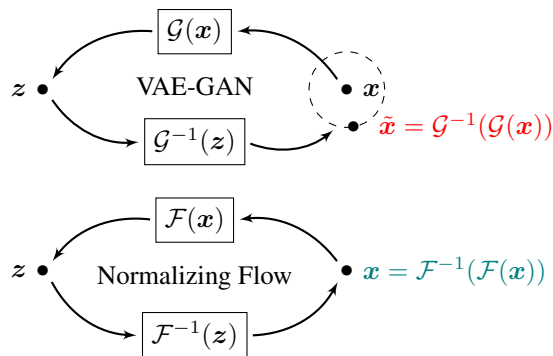 𝒢(𝒙)
𝒛 VAE-GAN 𝒙
𝒙̃ = 𝒢⁻¹(𝒢(𝒙))
𝒢⁻¹(𝒛)
ℱ(𝒙)
𝒛 Normalizing Flow 𝒙 = ℱ⁻¹(ℱ(𝒙))
ℱ⁻¹(𝒛)